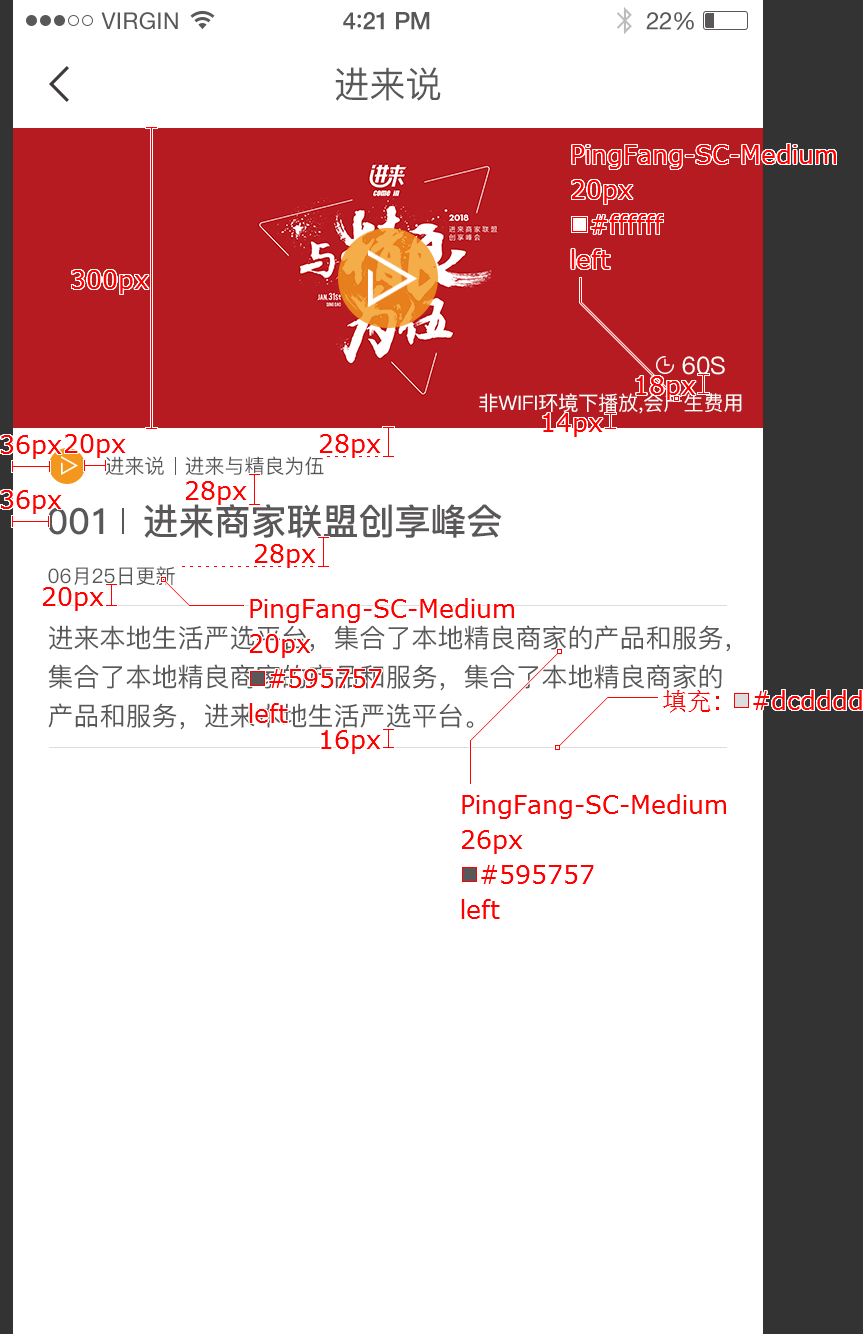 VIRGIN 4:21 PM 22%
进来说
进来
come in
2018
进来商家联盟
创享峰会
与精良
为伍
JAN.31st
PingFang-SC-Medium
20px
#ffffff
left
300px
60S
18px
非WIFI环境下播放,会产生费用
14px
36px
20px
28px
进来说 | 进来与精良为伍
28px
36px
001 | 进来商家联盟创享峰会
28px
06月25日更新
20px
PingFang-SC-Medium
20px
#595757
left
进来本地生活严选平台，集合了本地精良商家的产品和服务，
集合了本地精良商家的产品和服务，集合了本地精良商家的
产品和服务，进来本地生活严选平台。
填充：#dcdddd
16px
PingFang-SC-Medium
26px
#595757
left